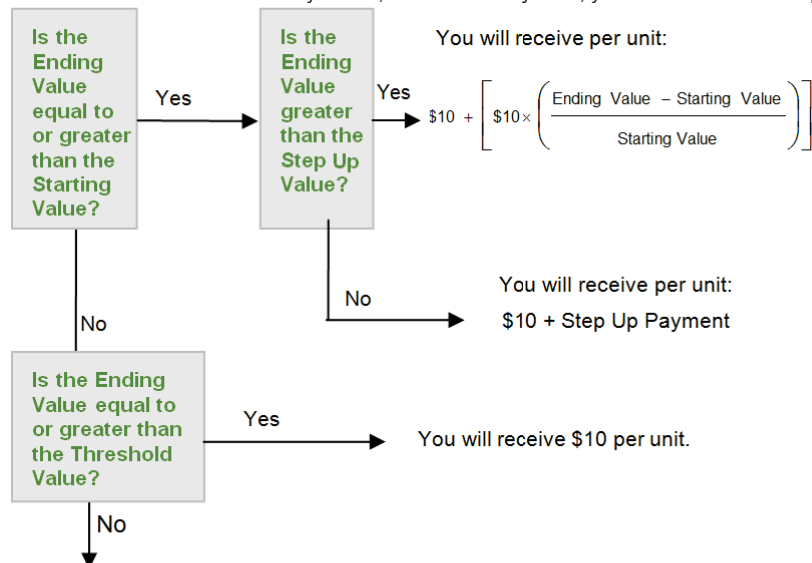 Is the
Ending
Value
equal to
or greater
than the
Starting
Value?
Yes
Is the
Ending
Value
greater
than the
Step Up
Value?
Yes
You will receive per unit:
$10 + [ $10× ( Ending Value – Starting Value
Starting Value ) ]
No
You will receive per unit:
$10 + Step Up Payment
No
Is the Ending
Value equal to
or greater than
the Threshold
Value?
Yes
You will receive $10 per unit.
No